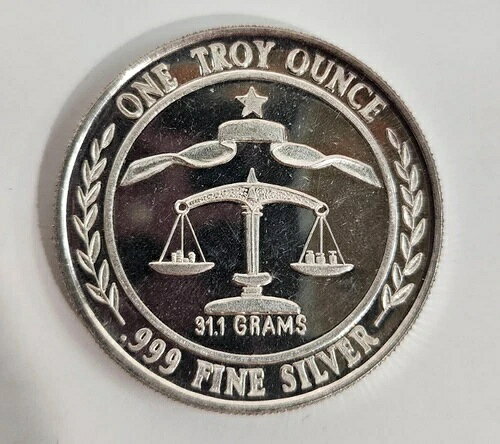 ONE TROY OUNCE
31.1 GRAMS
.999 FINE SILVER